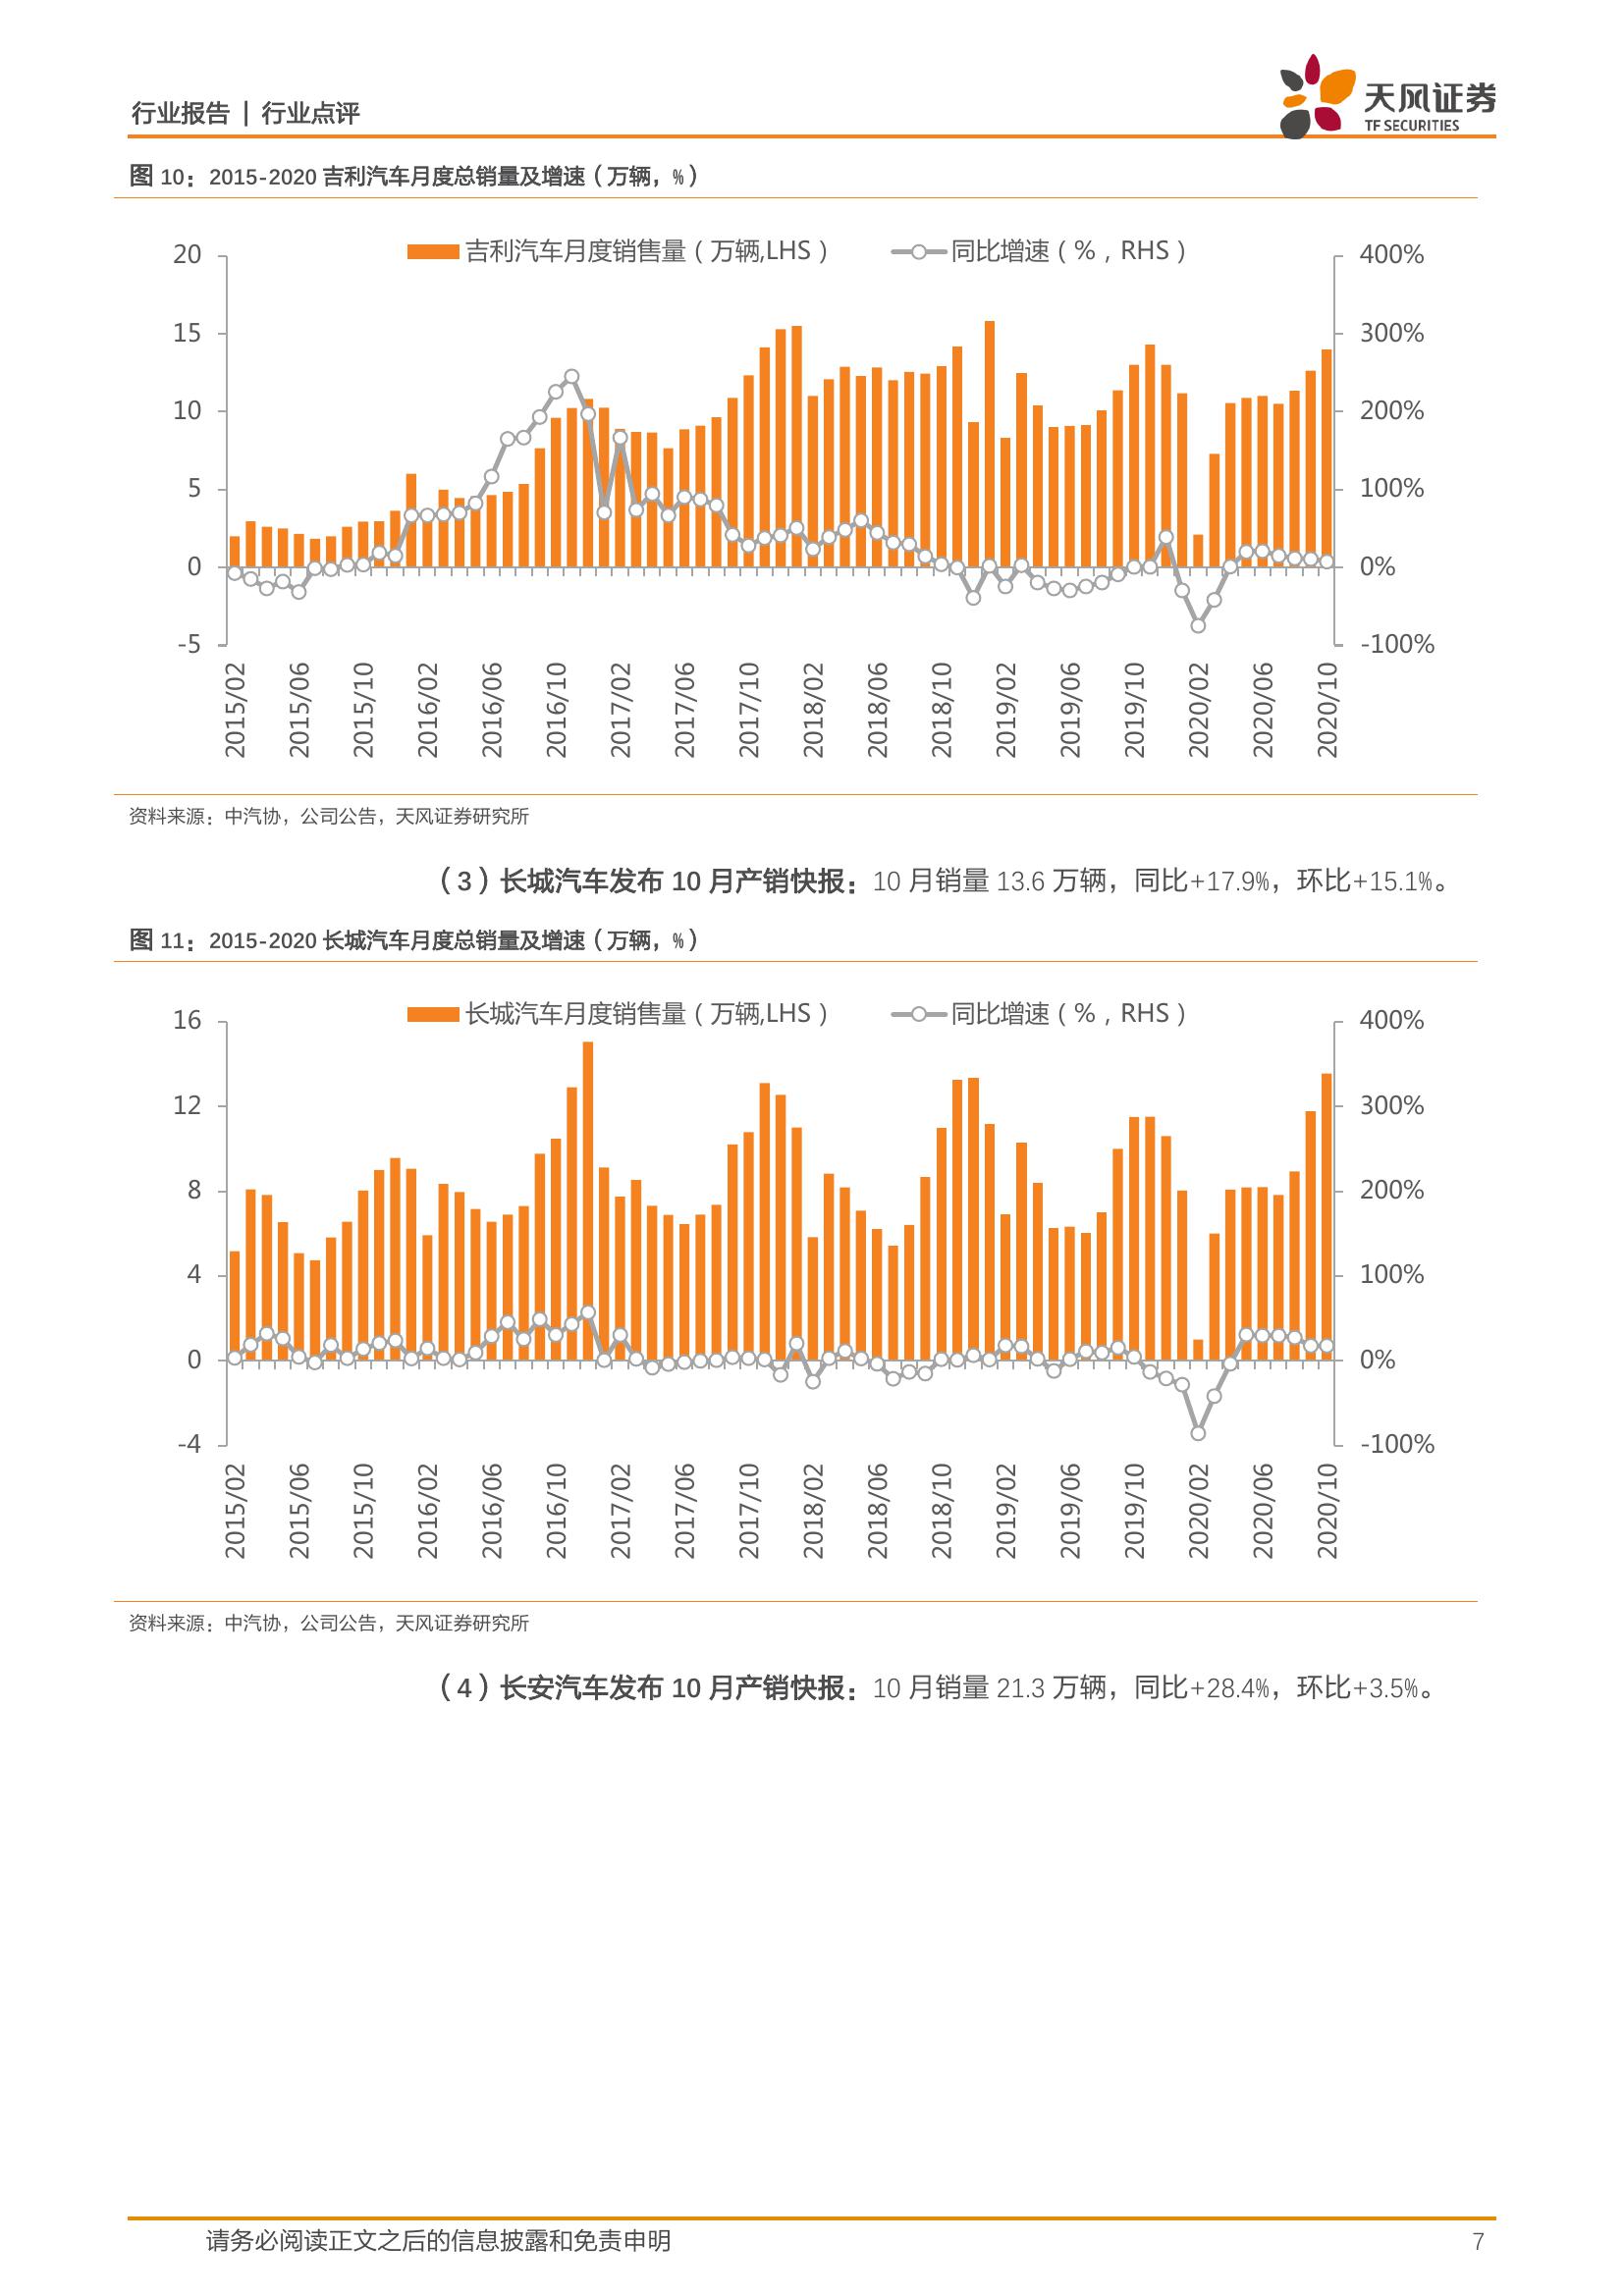 行业报告 | 行业点评
天风证券
TF SECURITIES
图 10：2015-2020 吉利汽车月度总销量及增速（万辆，%）
吉利汽车月度销售量（万辆,LHS） 同比增速（%，RHS）
20 400%
15 300%
10 200%
5 100%
0 0%
-5 -100%
2015/02 2015/06 2015/10 2016/02 2016/06 2016/10 2017/02 2017/06 2017/10 2018/02 2018/06 2018/10 2019/02 2019/06 2019/10 2020/02 2020/06 2020/10
资料来源：中汽协，公司公告，天风证券研究所
（3）长城汽车发布 10 月产销快报：10 月销量 13.6 万辆，同比+17.9%，环比+15.1%。
图 11：2015-2020 长城汽车月度总销量及增速（万辆，%）
长城汽车月度销售量（万辆,LHS） 同比增速（%，RHS）
16 400%
12 300%
8 200%
4 100%
0 0%
-4 -100%
2015/02 2015/06 2015/10 2016/02 2016/06 2016/10 2017/02 2017/06 2017/10 2018/02 2018/06 2018/10 2019/02 2019/06 2019/10 2020/02 2020/06 2020/10
资料来源：中汽协，公司公告，天风证券研究所
（4）长安汽车发布 10 月产销快报：10 月销量 21.3 万辆，同比+28.4%，环比+3.5%。
请务必阅读正文之后的信息披露和免责申明 7